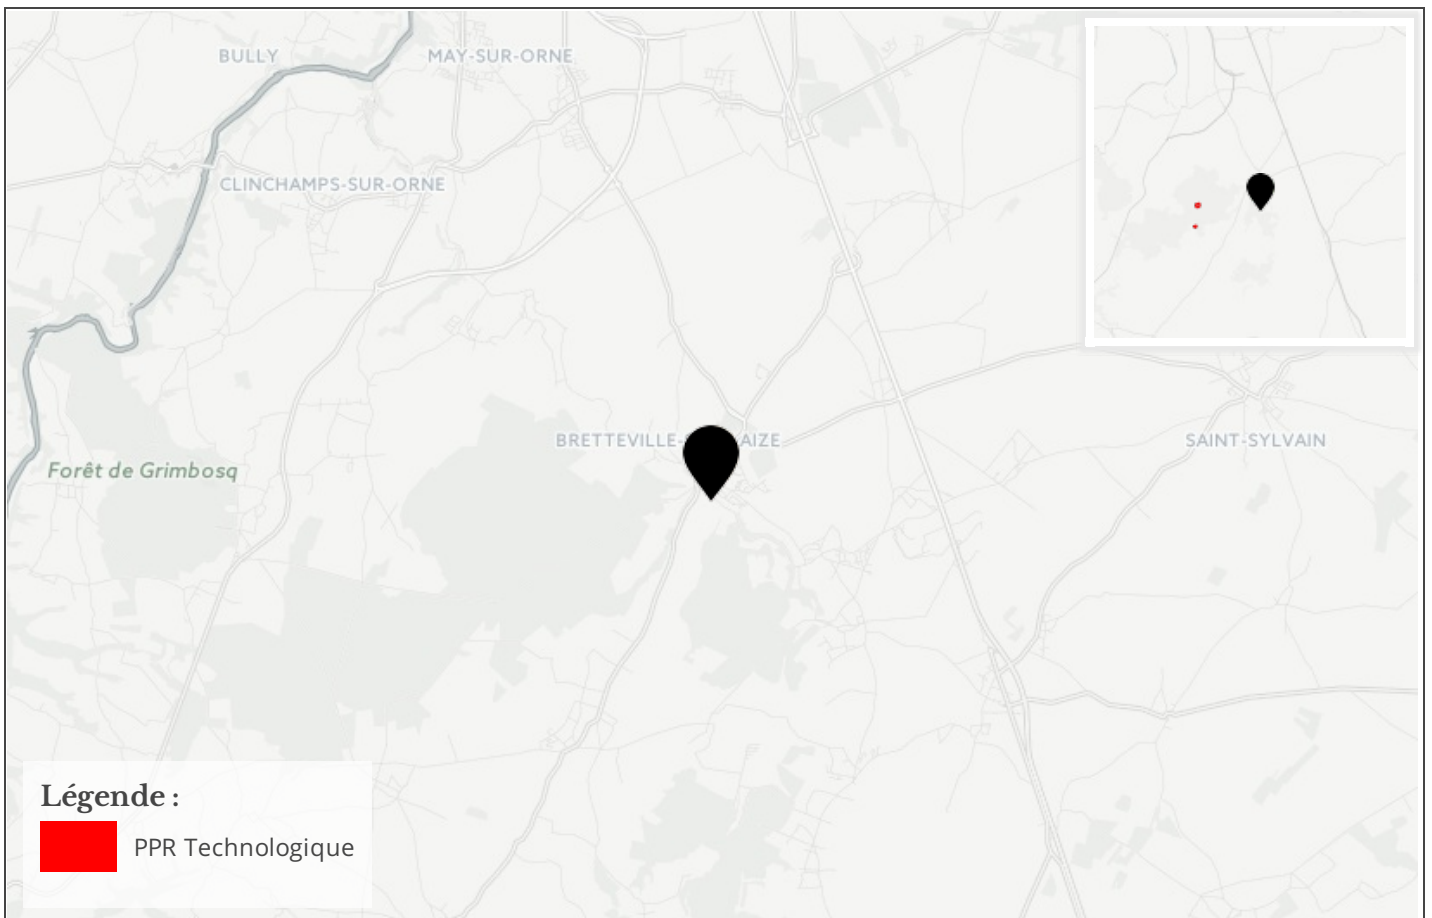 BULLY
MAY-SUR-ORNE
CLINCHAMPS-SUR-ORNE
BRETTEVILLE- AIZE
SAINT-SYLVAIN
Forêt de Grimbosq
Légende :
PPR Technologique